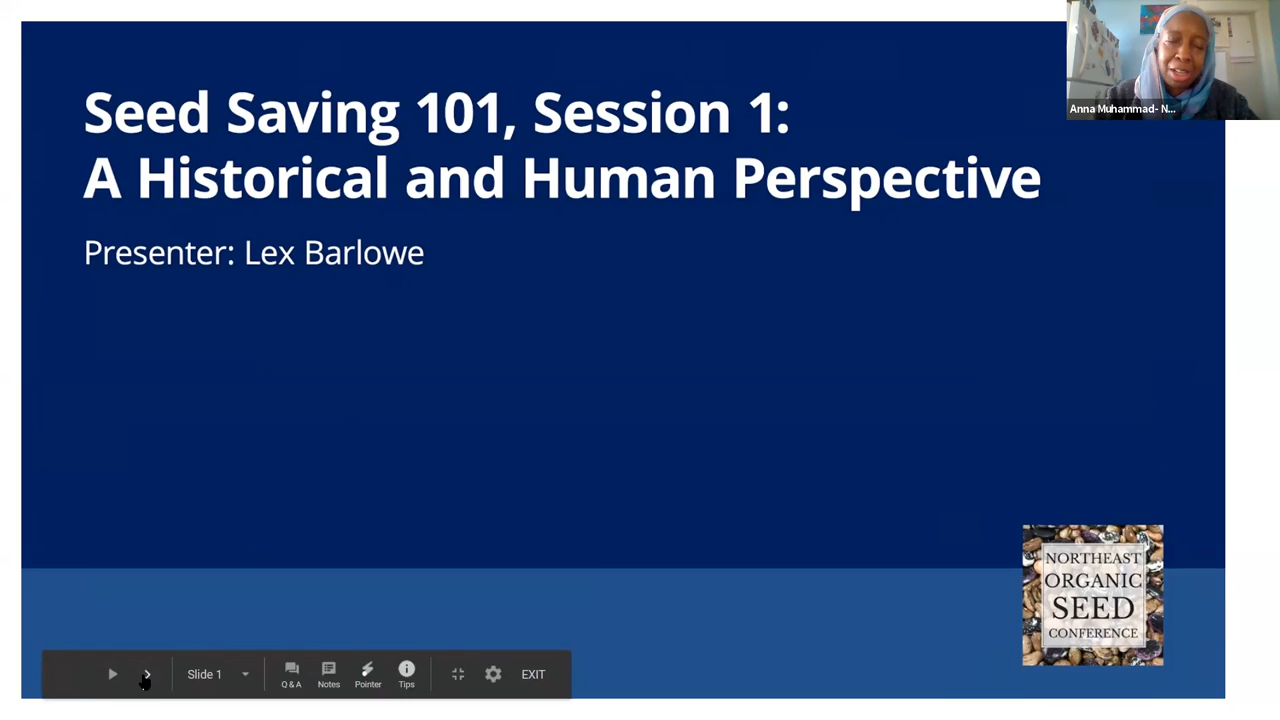 Seed Saving 101, Session 1:
A Historical and Human Perspective
Presenter: Lex Barlowe
Anna Muhammad- N...
NORTHEAST
ORGANIC
SEED
CONFERENCE
Slide 1
Q & A
Notes
Pointer
Tips
EXIT